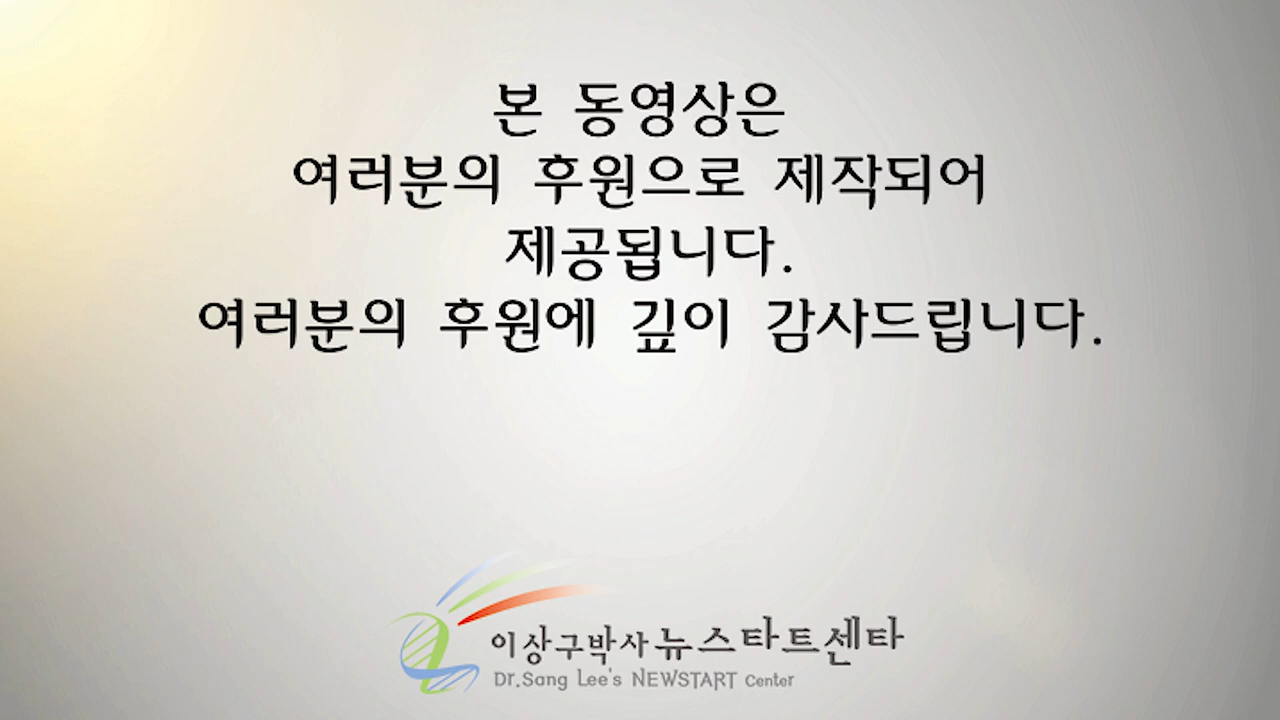 본 동영상은
여러분의 후원으로 제작되어
제공됩니다.
여러분의 후원에 깊이 감사드립니다.
이상구박사 뉴스타트센타
Dr.Sang Lee's NEWSTART Center